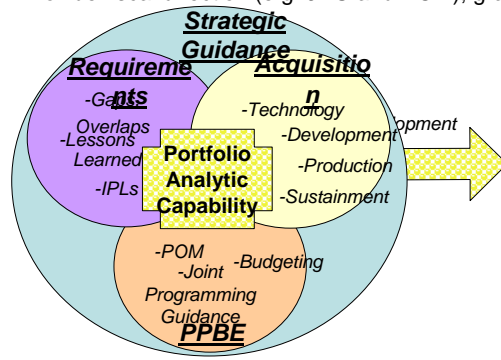 Strategic
Guidance
Requireme
nts
-Gaps,
Overlaps
-Lessons
Learned
-IPLs
Acquisitio
n
-Technology
-Development
opment
-Production
-Sustainment
Portfolio
Analytic
Capability
-POM
-Joint
-Budgeting
Programming
Guidance
PPBE